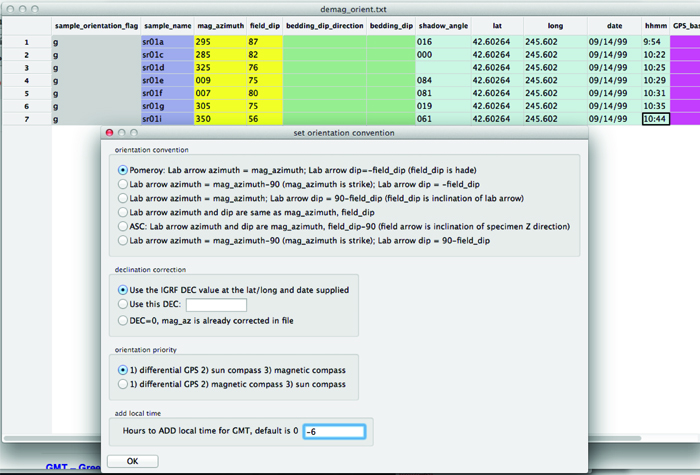 demag_orient.txt
sample_orientation_flag sample_name mag_azimuth field_dip bedding_dip_direction bedding_dip shadow_angle lat long date hhmm GPS_bas
1 g sr01a 295 87 016 42.60264 245.602 09/14/99 9:54
2 g sr01c 285 82 000 42.60264 245.602 09/14/99 10:22
3 g sr01d 325 76 42.60264 245.602 09/14/99 10:25
4 g sr01e 009 75 084 42.60264 245.602 09/14/99 10:29
5 g sr01f 007 80 081 42.60264 245.602 09/14/99 10:31
6 g sr01g 305 75 019 42.60264 245.602 09/14/99 10:35
7 g sr01i 350 56 061 42.60264 245.602 09/14/99 10:44
set orientation convention
orientation convention
Pomeroy: Lab arrow azimuth = mag_azimuth; Lab arrow dip=-field_dip (field_dip is hade)
Lab arrow azimuth = mag_azimuth-90 (mag_azimuth is strike); Lab arrow dip = -field_dip
Lab arrow azimuth = mag_azimuth; Lab arrow dip = 90-field_dip (field_dip is inclination of lab arrow)
Lab arrow azimuth and dip are same as mag_azimuth, field_dip
ASC: Lab arrow azimuth and dip are mag_azimuth, field_dip-90 (field arrow is inclination of specimen Z direction)
Lab arrow azimuth = mag_azimuth-90 (mag_azimuth is strike); Lab arrow dip = 90-field_dip
declination correction
Use the IGRF DEC value at the lat/long and date supplied
Use this DEC:
DEC=0, mag_az is already corrected in file
orientation priority
1) differential GPS 2) sun compass 3) magnetic compass
1) differential GPS 2) magnetic compass 3) sun compass
add local time
Hours to ADD local time for GMT, default is 0 -6
OK
GMT – Gree